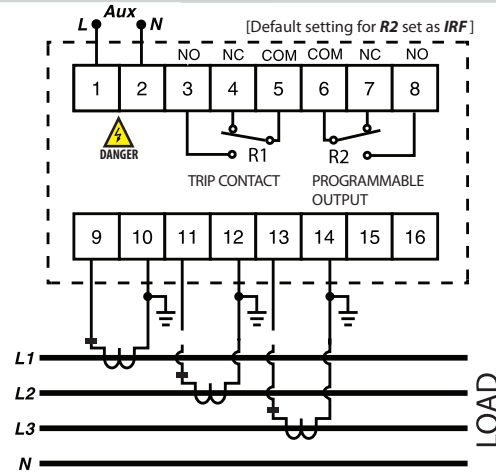 Aux
L N
[Default setting for R2 set as IRF]
NO NC COM COM NC NO
1 2 3 4 5 6 7 8
DANGER
R1 R2
TRIP CONTACT
PROGRAMMABLE
OUTPUT
9 10 11 12 13 14 15 16
L1
L2
L3
N
LOAD